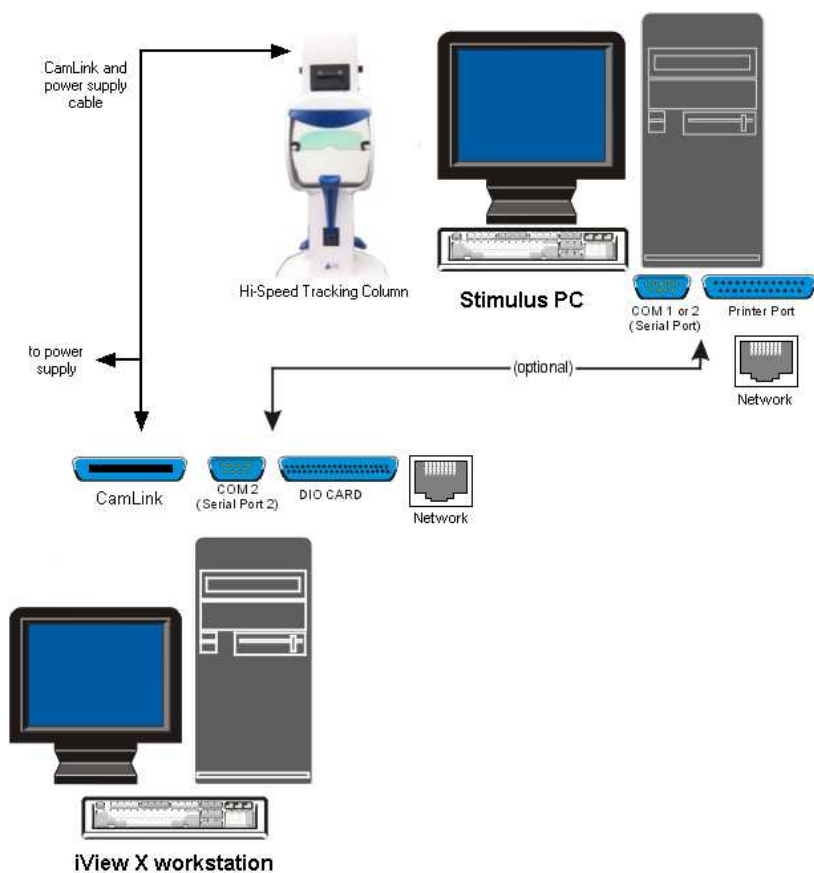 CamLink and
power supply
cable
Hi-Speed Tracking Column
Stimulus PC
COM 1 or 2
(Serial Port)
Printer Port
to power
supply
(optional)
Network
CamLink
COM 2
(Serial Port 2)
DIO CARD
Network
iView X workstation